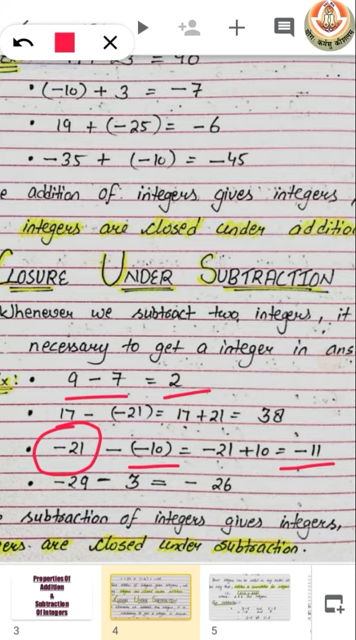 = 40
• (-10) + 3 = -7
• 19 + (-25) = -6
• -35 + (-10) = -45
addition of integers gives integers,
integers are closed under additio
CLOSURE UNDER SUBTRACTION
Whenever we subtract two integers, it
necessary to get a integer in ans
x: • 9 - 7 = 2
• 17 - (-21) = 17 + 21 = 38
• -21 - (-10) = -21 + 10 = -11
• -29 - 3 = - 26
subtraction of integers gives integers,
ers are closed under subtraction.
Properties Of
Addition
&
Subtraction
Of Integers
3
4
5